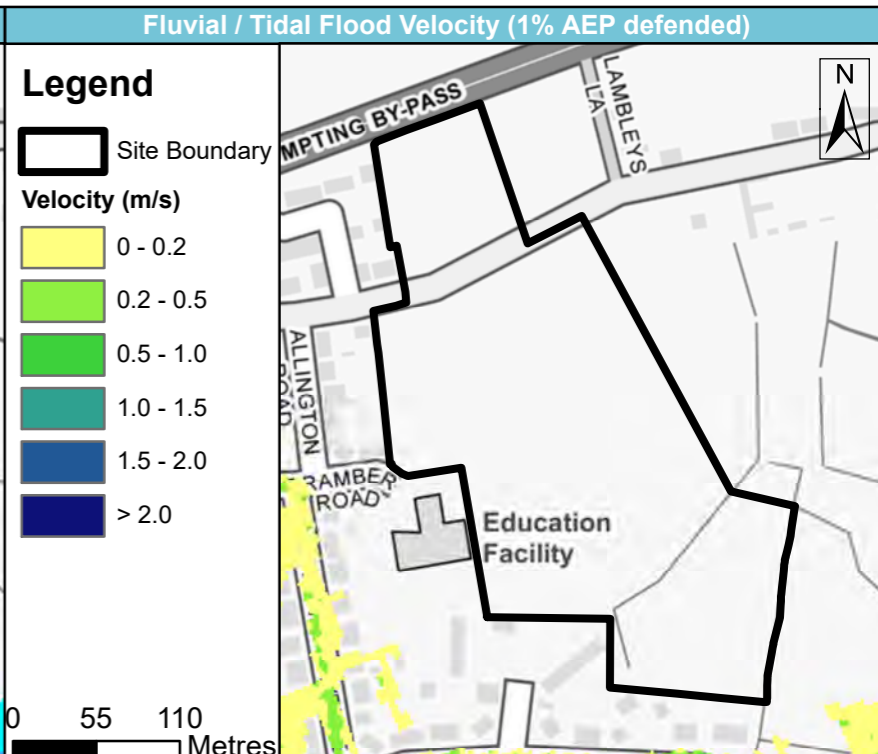 Fluvial / Tidal Flood Velocity (1% AEP defended)
Legend
Site Boundary
Velocity (m/s)
0 - 0.2
0.2 - 0.5
0.5 - 1.0
1.0 - 1.5
1.5 - 2.0
> 2.0
0 55 110
Metres
MPTING BY-PASS
LAMBLEYS
LA
N
ALLINGTON
ROAD
RAMBER
ROAD
Education
Facility